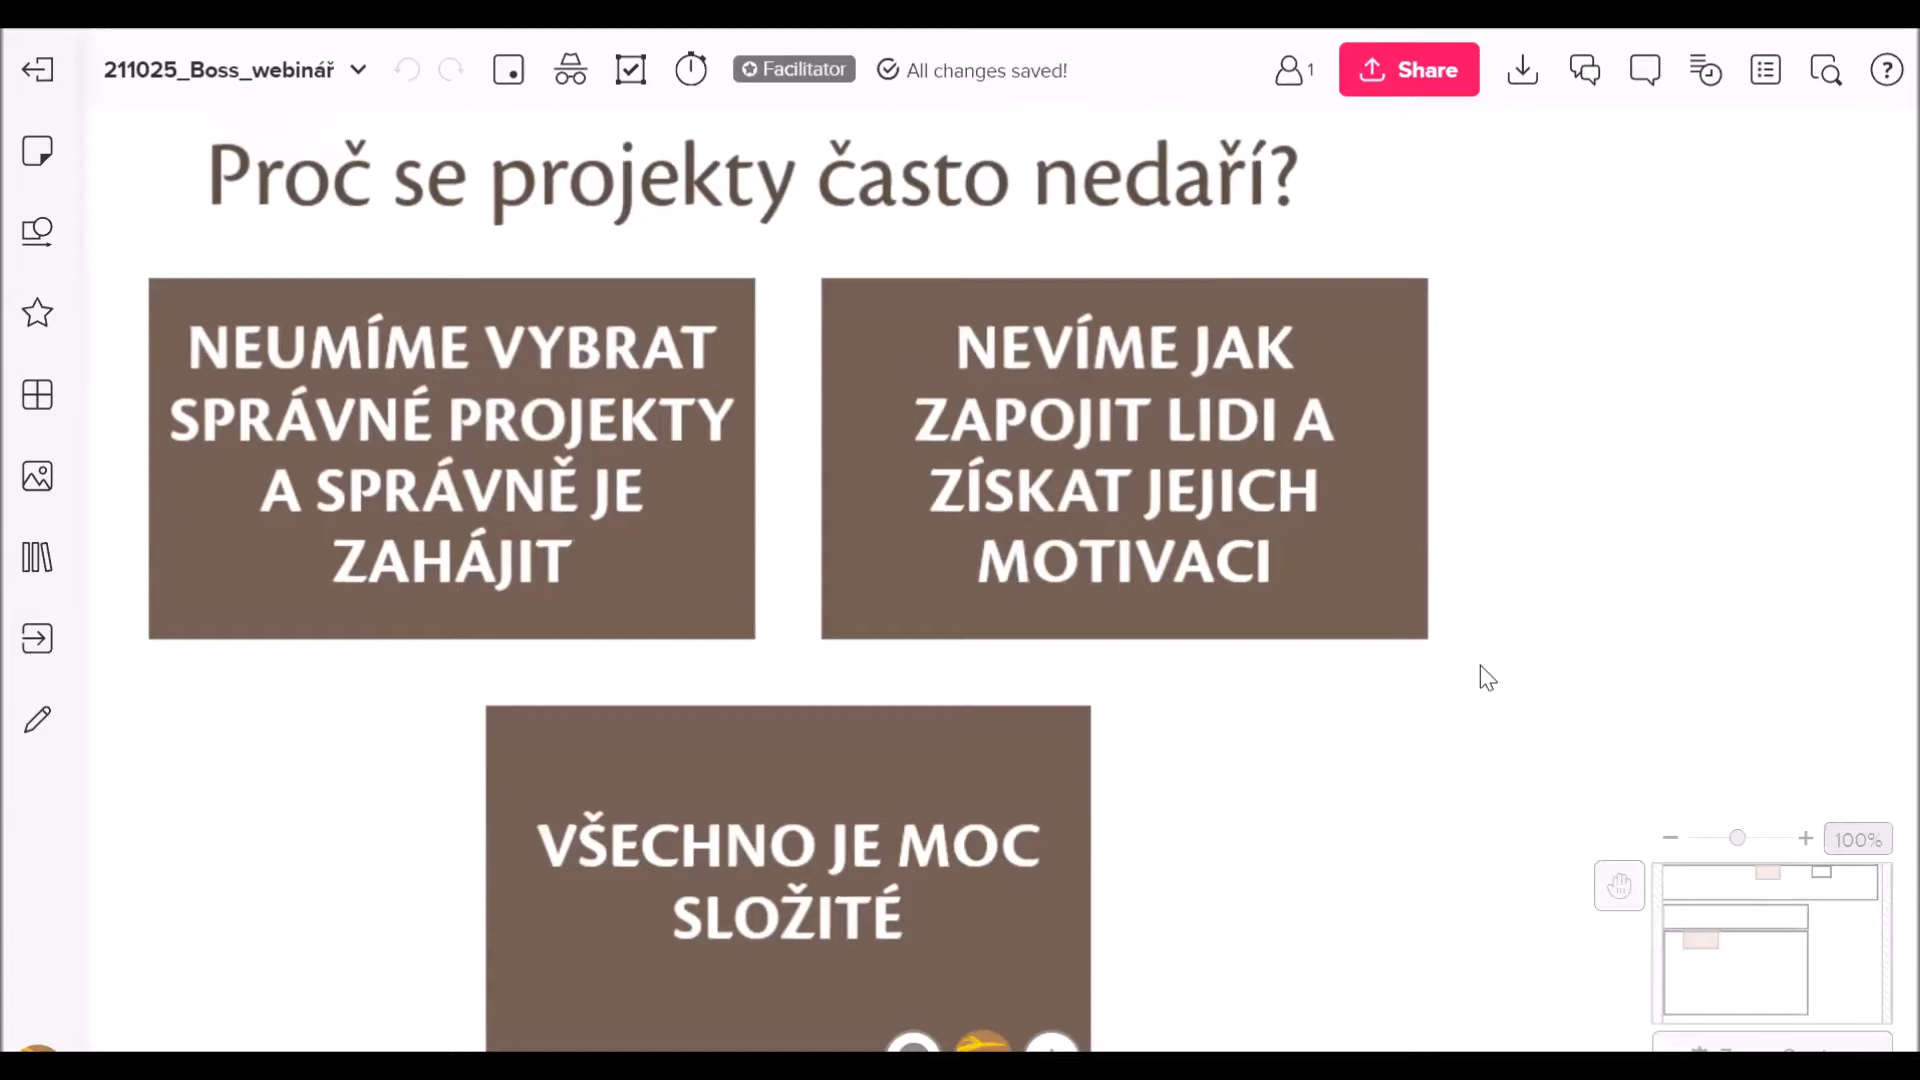 211025_Boss_webinář
Facilitator
All changes saved!
1
Share
Proč se projekty často nedaří?
NEUMÍME VYBRAT
SPRÁVNÉ PROJEKTY
A SPRÁVNĚ JE
ZAHÁJIT
NEVÍME JAK
ZAPOJIT LIDI A
ZÍSKAT JEJICH
MOTIVACI
VŠECHNO JE MOC
SLOŽITÉ
100%